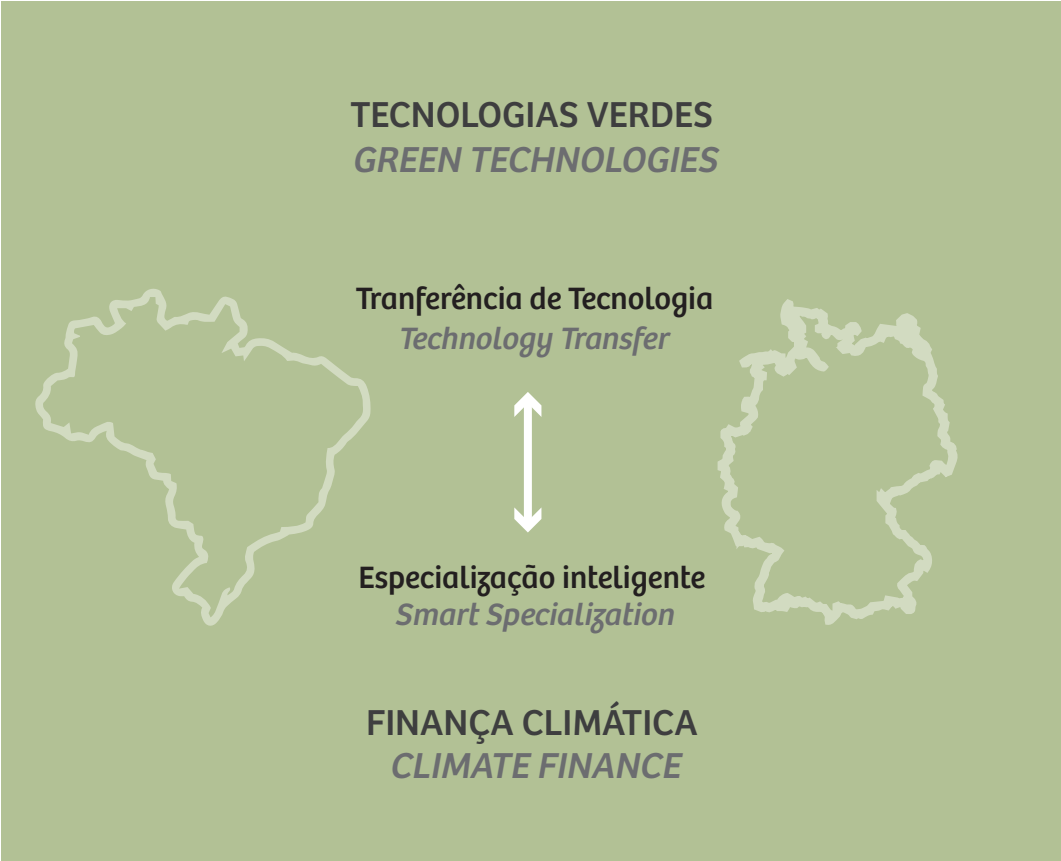 TECNOLOGIAS VERDES
GREEN TECHNOLOGIES
Tranferência de Tecnologia
Technology Transfer
Especialização inteligente
Smart Specialization
FINANÇA CLIMÁTICA
CLIMATE FINANCE